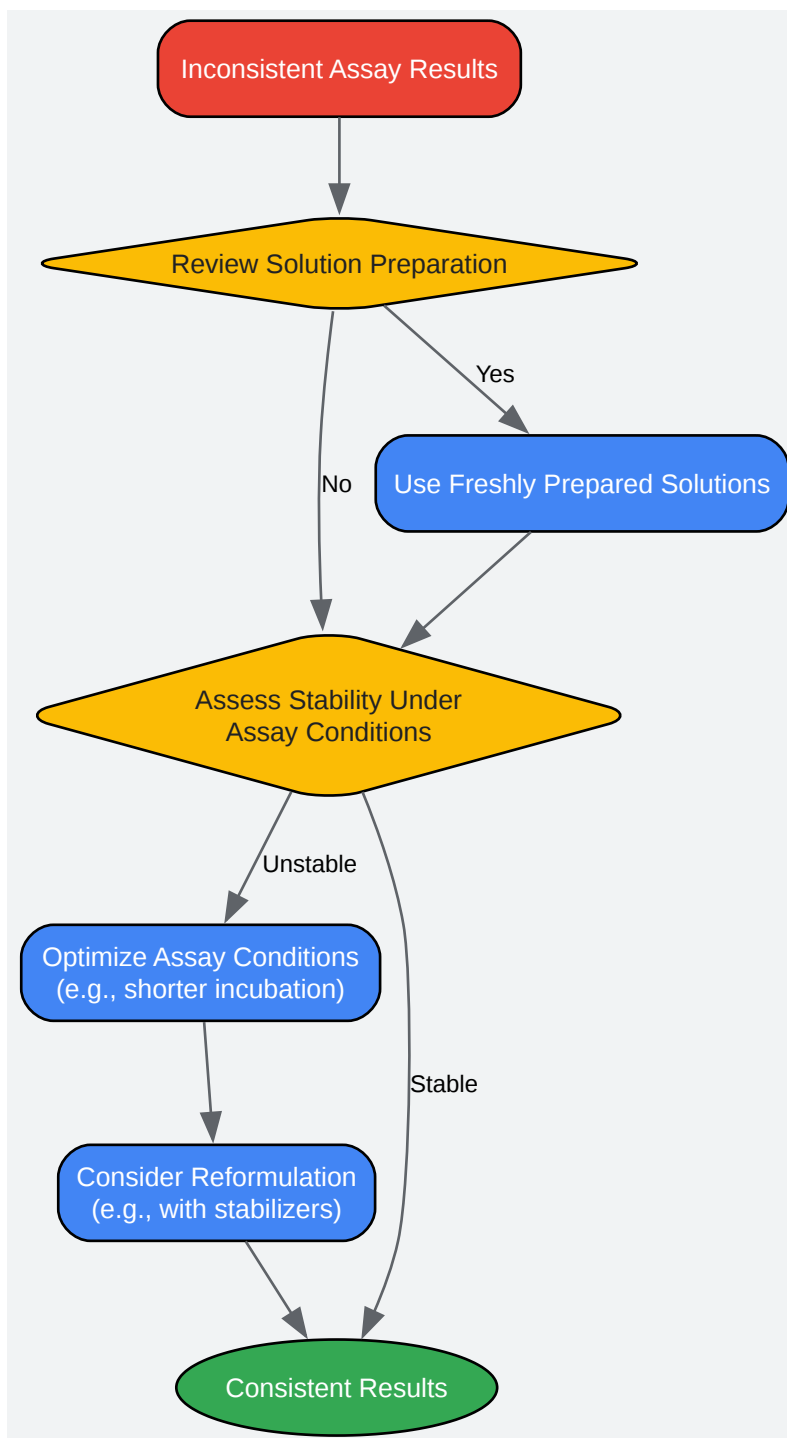 Inconsistent Assay Results
Review Solution Preparation
Yes
No
Use Freshly Prepared Solutions
Assess Stability Under
Assay Conditions
Unstable
Optimize Assay Conditions
(e.g., shorter incubation)
Stable
Consider Reformulation
(e.g., with stabilizers)
Consistent Results